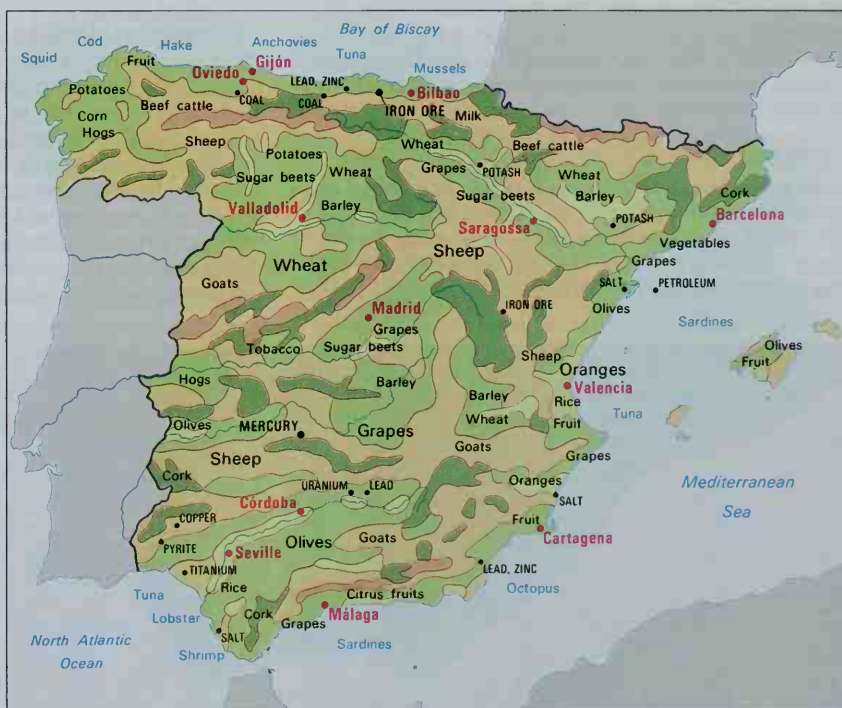 Bay of Biscay
Cod
Hake
Anchovies
Squid
Tuna
Gijón
Fruit
Oviedo
LEAD, ZINC
Mussels
Potatoes
COAL
COAL
Bilbao
Beef cattle
IRON ORE
Milk
Corn
Hogs
Sheep
Wheat
Beef cattle
Potatoes
Grapes
POTASH
Sugar beets
Wheat
Wheat
Sugar beets
Barley
Cork
Valladolid
Barley
Saragossa
POTASH
Barcelona
Vegetables
Sheep
Grapes
Wheat
Goats
SALT
PETROLEUM
Olives
IRON ORE
Madrid
Sardines
Grapes
Tobacco
Sugar beets
Sheep
Olives
Fruit
Oranges
Hogs
Barley
Valencia
Barley
Rice
Tuna
Olives
MERCURY
Grapes
Wheat
Fruit
Goats
Grapes
Sheep
Cork
Oranges
Mediterranean
Sea
URANIUM
LEAD
SALT
Córdoba
COPPER
Fruit
Cartagena
PYRITE
Seville
Olives
Goats
TITANIUM
LEAD, ZINC
Rice
Octopus
Tuna
Citrus fruits
Lobster
Cork
Málaga
SALT
Grapes
North Atlantic
Ocean
Shrimp
Sardines